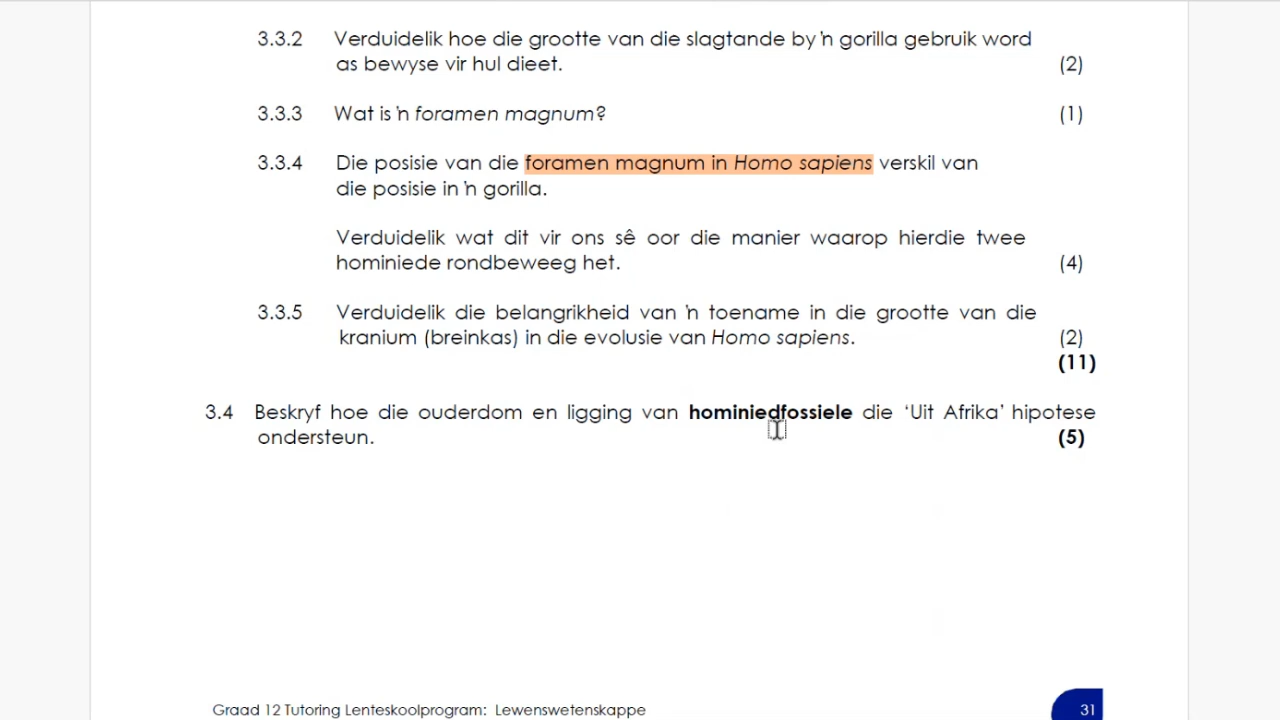 3.3.2 Verduidelik hoe die grootte van die slagtande by 'n gorilla gebruik word
as bewyse vir hul dieet. (2)
3.3.3 Wat is 'n foramen magnum? (1)
3.3.4 Die posisie van die foramen magnum in Homo sapiens verskil van
die posisie in 'n gorilla.
Verduidelik wat dit vir ons sê oor die manier waarop hierdie twee
hominiede rondbeweeg het. (4)
3.3.5 Verduidelik die belangrikheid van 'n toename in die grootte van die
kranium (breinkas) in die evolusie van Homo sapiens. (2)
(11)
3.4 Beskryf hoe die ouderdom en ligging van hominiedfossiele die 'Uit Afrika' hipotese
ondersteun. (5)
Graad 12 Tutoring Lenteskoolprogram: Lewenswetenskappe 31